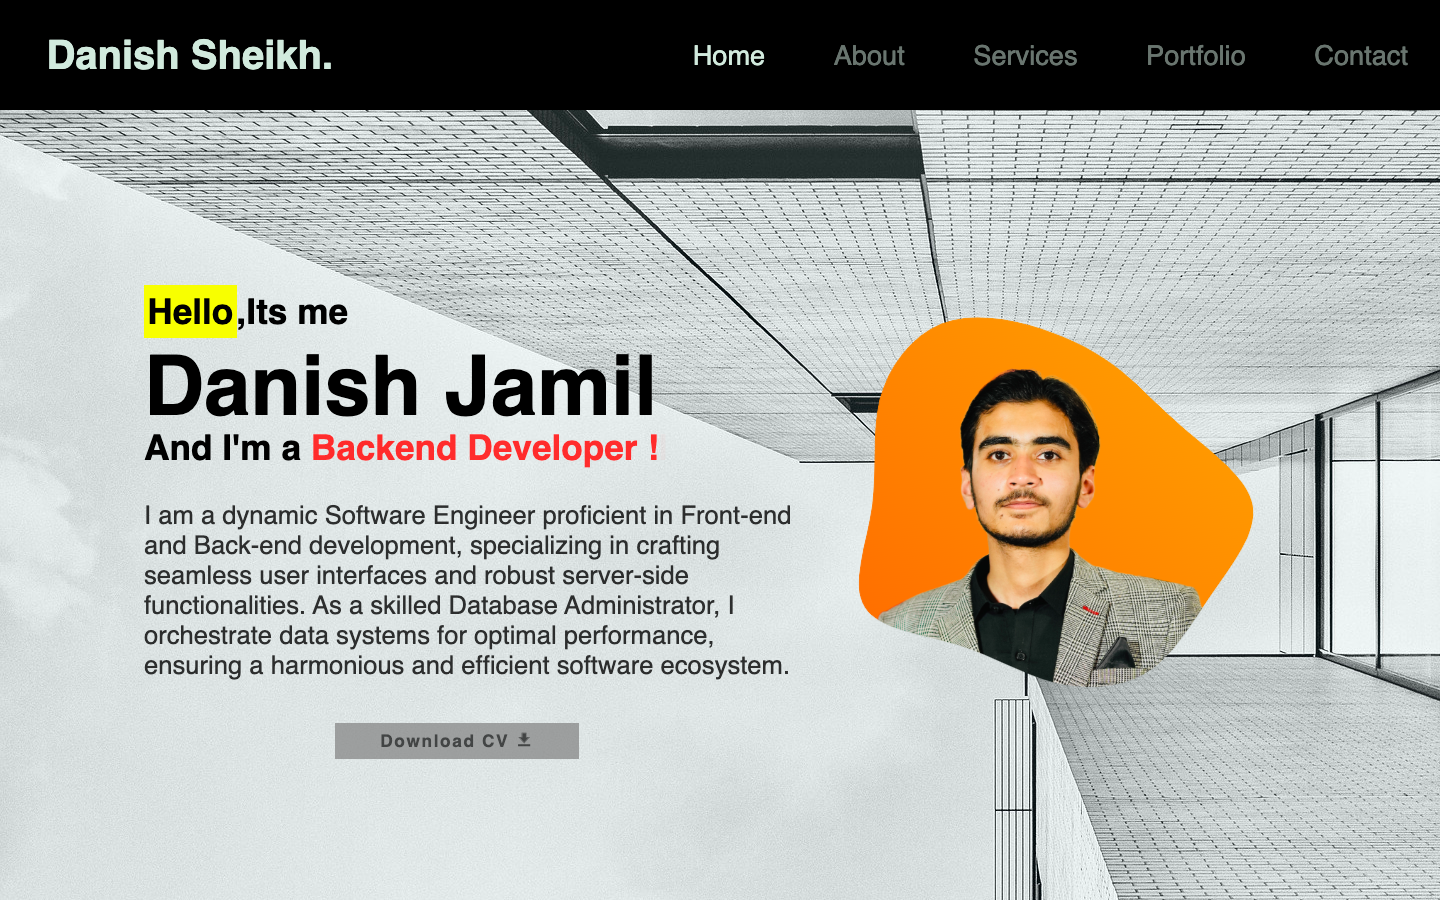 Danish Sheikh.
Home About Services Portfolio Contact
Hello,Its me
Danish Jamil
And I'm a Backend Developer !
I am a dynamic Software Engineer proficient in Front-end
and Back-end development, specializing in crafting
seamless user interfaces and robust server-side
functionalities. As a skilled Database Administrator, I
orchestrate data systems for optimal performance,
ensuring a harmonious and efficient software ecosystem.
Download CV